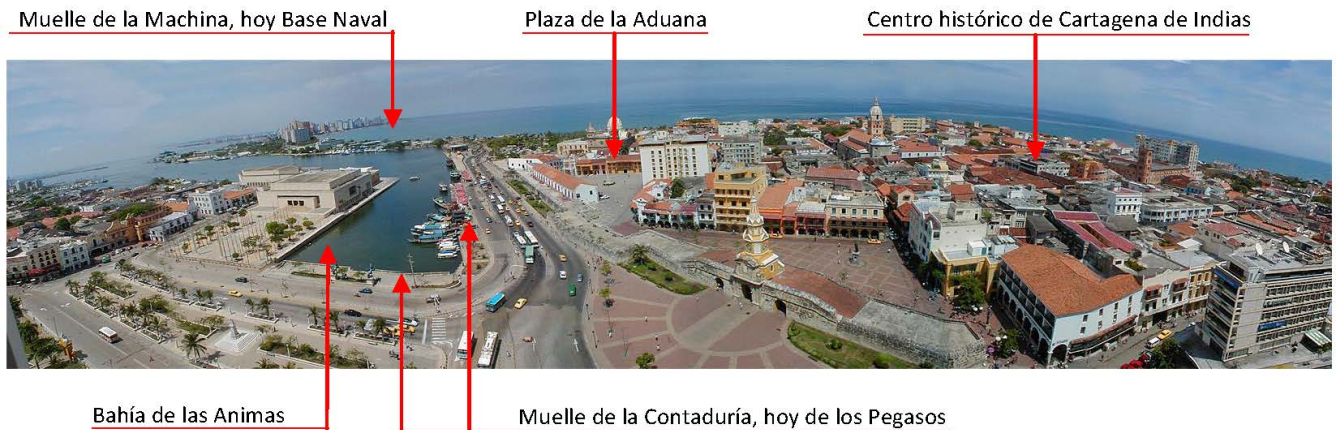 Muelle de la Machina, hoy Base Naval
Plaza de la Aduana
Centro histórico de Cartagena de Indias
Bahía de las Animas
Muelle de la Contaduría, hoy de los Pegasos